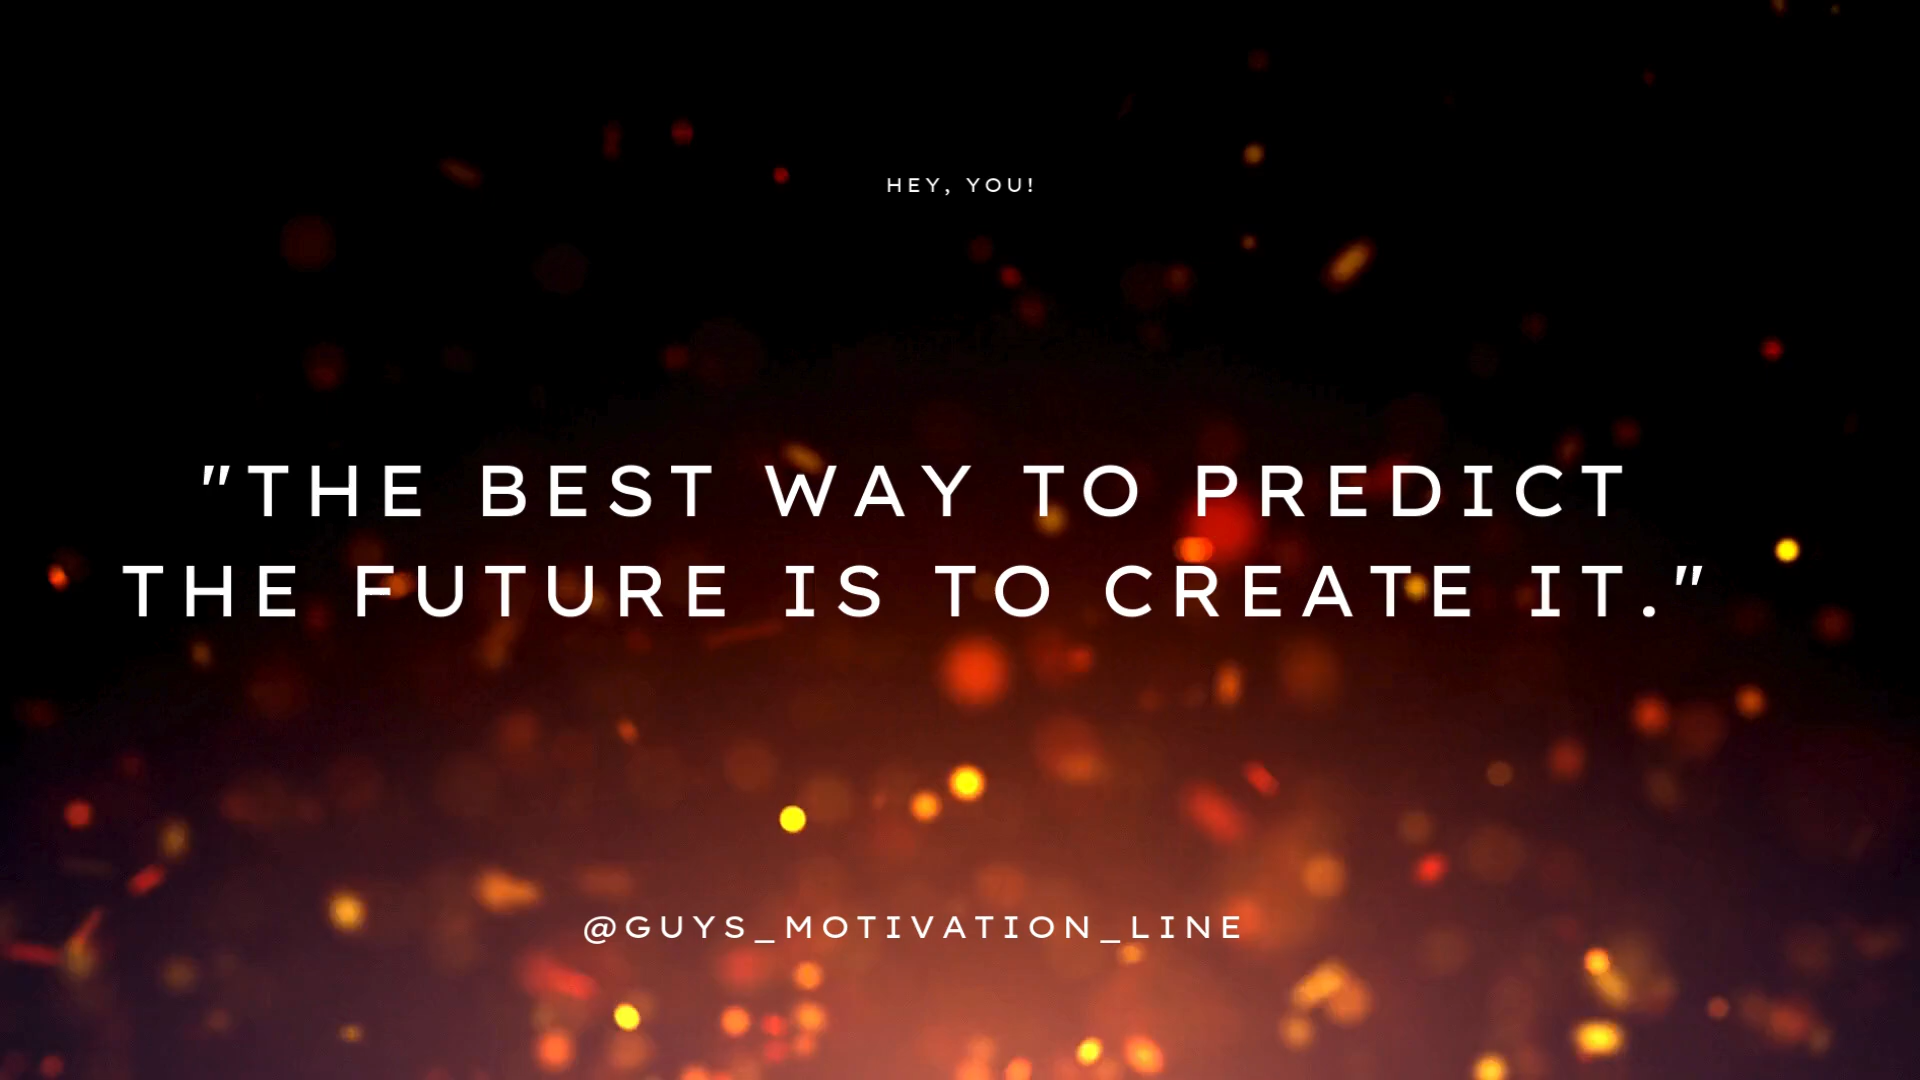 HEY, YOU!
"THE BEST WAY TO PREDICT
THE FUTURE IS TO CREATE IT."
@GUYS_MOTIVATION_LINE